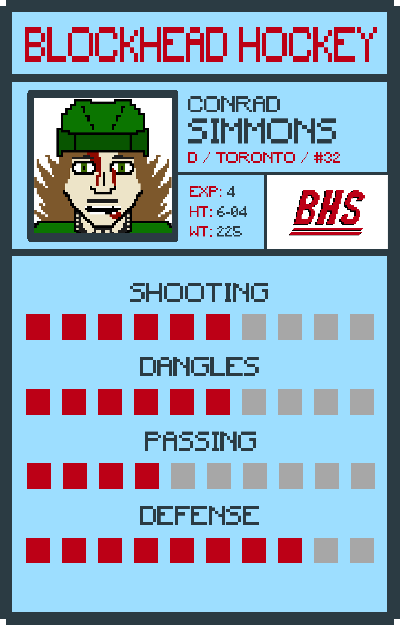 BLOCKHEAD HOCKEY
CONRAD
SIMMONS
D / TORONTO / #32
EXP: 4
HT: 6-04
WT: 225
BHS
SHOOTING
DANGLES
PASSING
DEFENSE